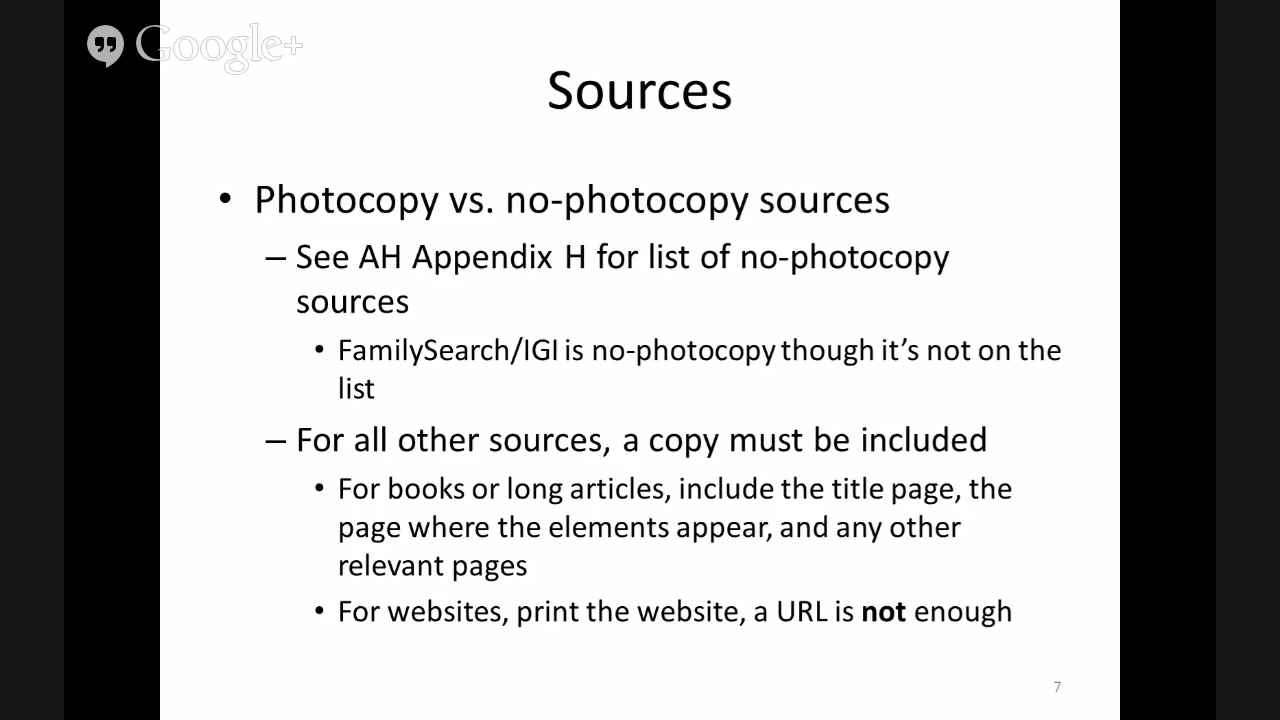 Google+
Sources
• Photocopy vs. no-photocopy sources
– See AH Appendix H for list of no-photocopy
sources
• FamilySearch/IGI is no-photocopy though it’s not on the
list
– For all other sources, a copy must be included
• For books or long articles, include the title page, the
page where the elements appear, and any other
relevant pages
• For websites, print the website, a URL is not enough
7